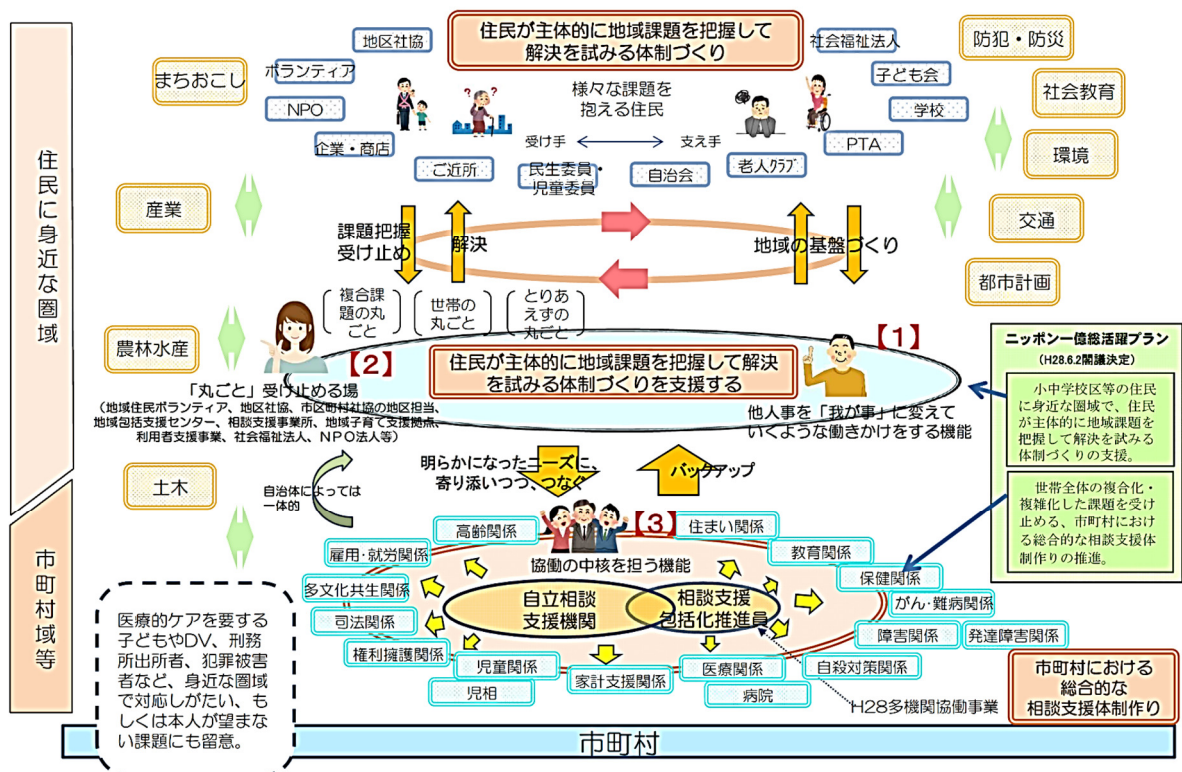 住民に身近な圏域
市町村域等
住民が主体的に地域課題を把握して
解決を試みる体制づくり
地区社協
ボランティア
まちおこし
NPO
企業・商店
ご近所
民生委員・
児童委員
自治会
老人クラブ
社会福祉法人
子ども会
学校
PTA
防犯・防災
社会教育
環境
交通
都市計画
産業
農林水産
土木
様々な課題を
抱える住民
受け手
支え手
課題把握
受け止め
解決
地域の基盤づくり
複合課
題の丸
ごと
世帯の
丸ごと
とりあ
えずの
丸ごと
【1】
【2】
住民が主体的に地域課題を把握して解決
を試みる体制づくりを支援する
「丸ごと」受け止める場
(地域住民ボランティア、地区社協、市区町村社協の地区担当、
地域包括支援センター、相談支援事業所、地域子育て支援拠点、
利用者支援事業、社会福祉法人、NPO法人等)
他人事を「我が事」に変えて
いくような働きかけをする機能
ニッポン一億総活躍プラン
(H28.6.2閣議決定)
小中学校区等の住民
に身近な圏域で、住民
が主体的に地域課題を
把握して解決を試みる
体制づくりの支援。
世帯全体の複合化・
複雑化した課題を受け
止める、市町村におけ
る総合的な相談支援体
制作りの推進。
明らかになったニーズに、
寄り添いつつ、つなぐ
バックアップ
自治体によっては
一体的
【3】
協働の中核を担う機能
自立相談
支援機関
相談支援
包括化推進員
高齢関係
住まい関係
雇用・就労関係
教育関係
多文化共生関係
保健関係
司法関係
がん・難病関係
権利擁護関係
障害関係
発達障害関係
児童関係
児相
家計支援関係
医療関係
病院
自殺対策関係
H28多機関協働事業
医療的ケアを要する
子どもやDV、刑務
所出所者、犯罪被害
者など、身近な圏域
で対応しがたい、も
しくは本人が望まな
い課題にも留意。
市町村における
総合的な
相談支援体制作り
市町村